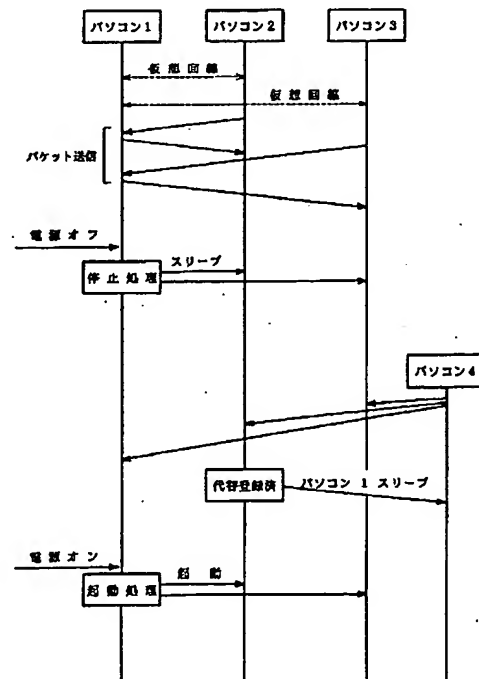 パソコン1 パソコン2 パソコン3
仮想回線
仮想回線
パケット送信
電源オフ
スリープ
停止処理
パソコン4
代容登録済
パソコン 1 スリープ
電源オン
起動
起動処理